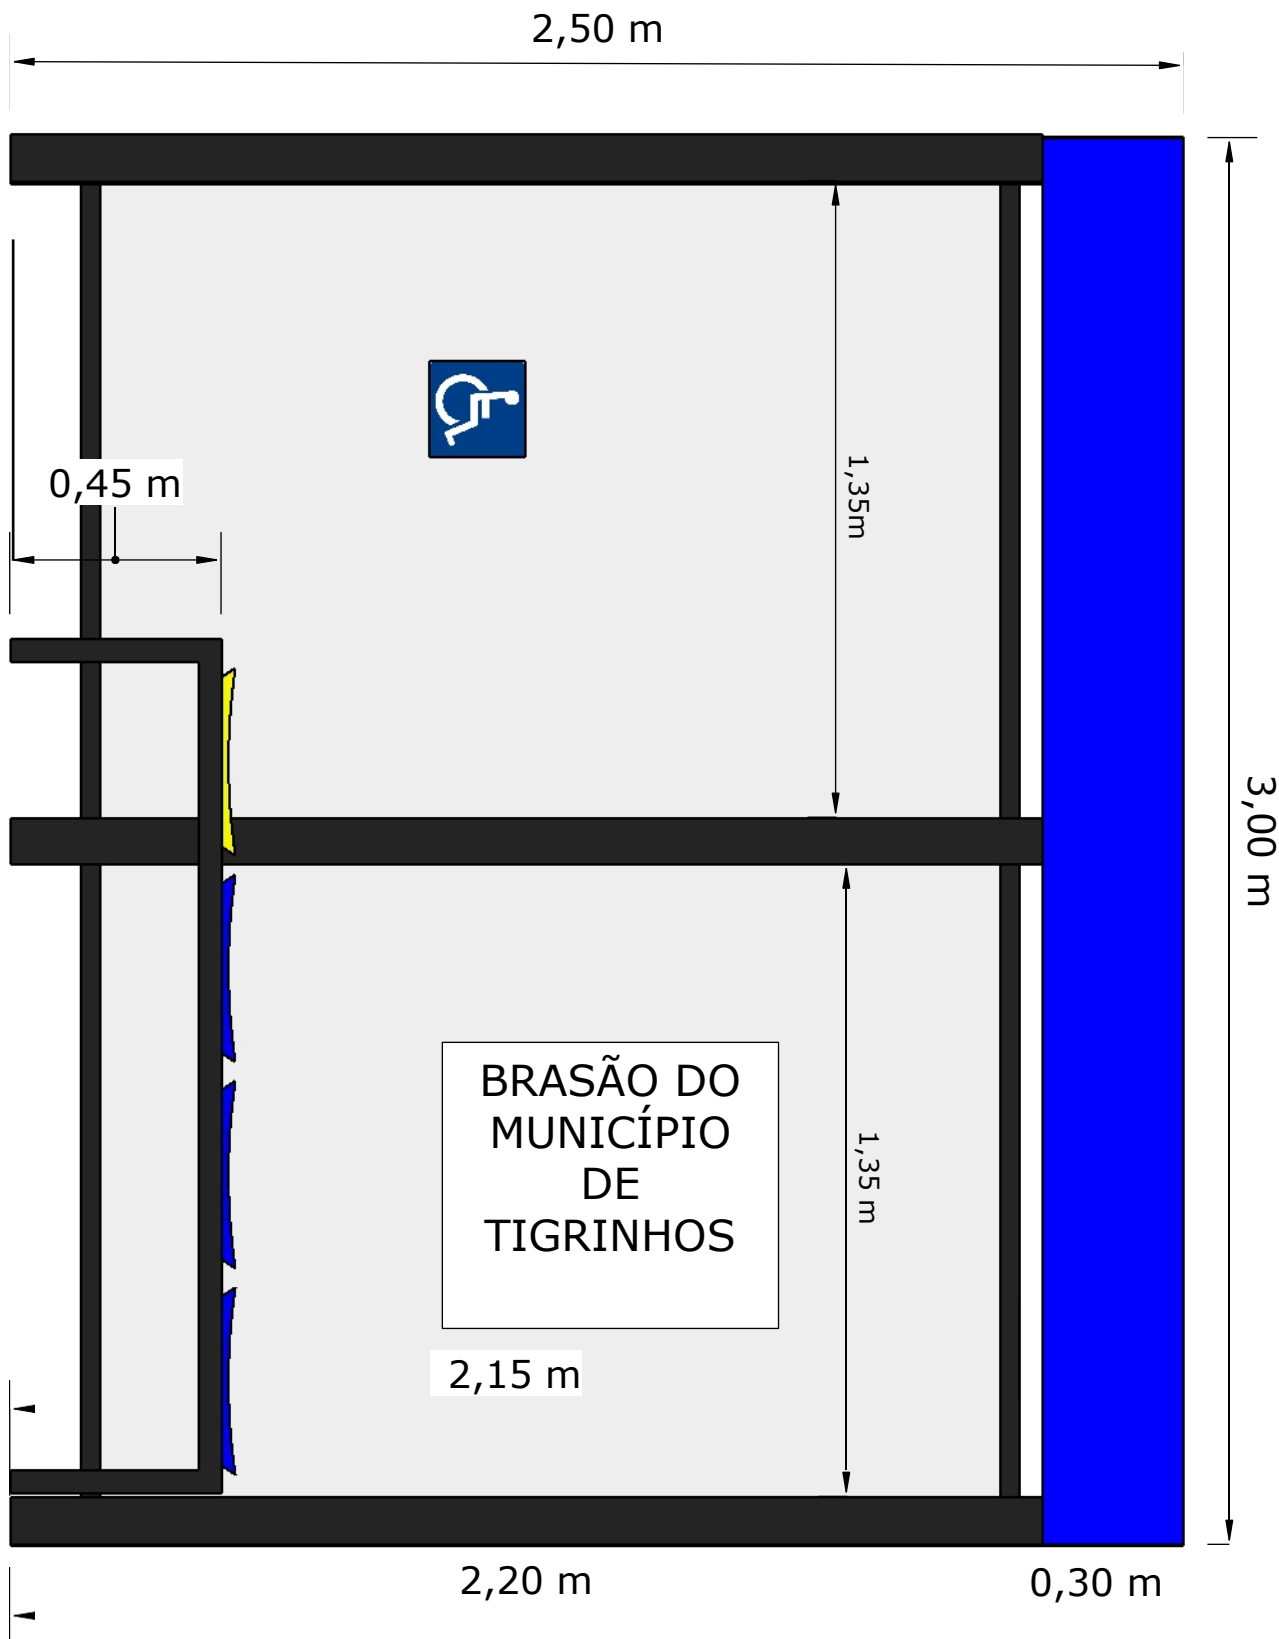 2,50 m
0,45 m
1,35m
3,00 m
BRASÃO DO
MUNICÍPIO
DE
TIGRINHOS
1,35 m
2,15 m
2,20 m
0,30 m